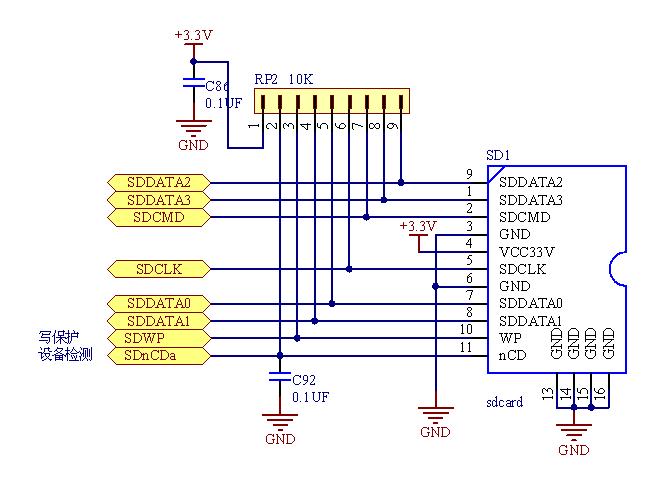 +3.3V
RP2 10K
C86
0.1UF
1 2 3 4 5 6 7 8 9
GND
SD1
SDDATA2 9 SDDATA2
SDDATA3 1 SDDATA3
SDCMD 2 SDCMD
3 GND
+3.3V 4 VCC33V
SDCLK 5 SDCLK
6 GND
SDDATA0 7 SDDATA0
SDDATA1 8 SDDATA1
写保护 SDWP 10 WP
设备检测 SDnCDa 11 nCD
GND GND GND GND
C92
0.1UF
sdcard 13 14 15 16
GND
GND
GND